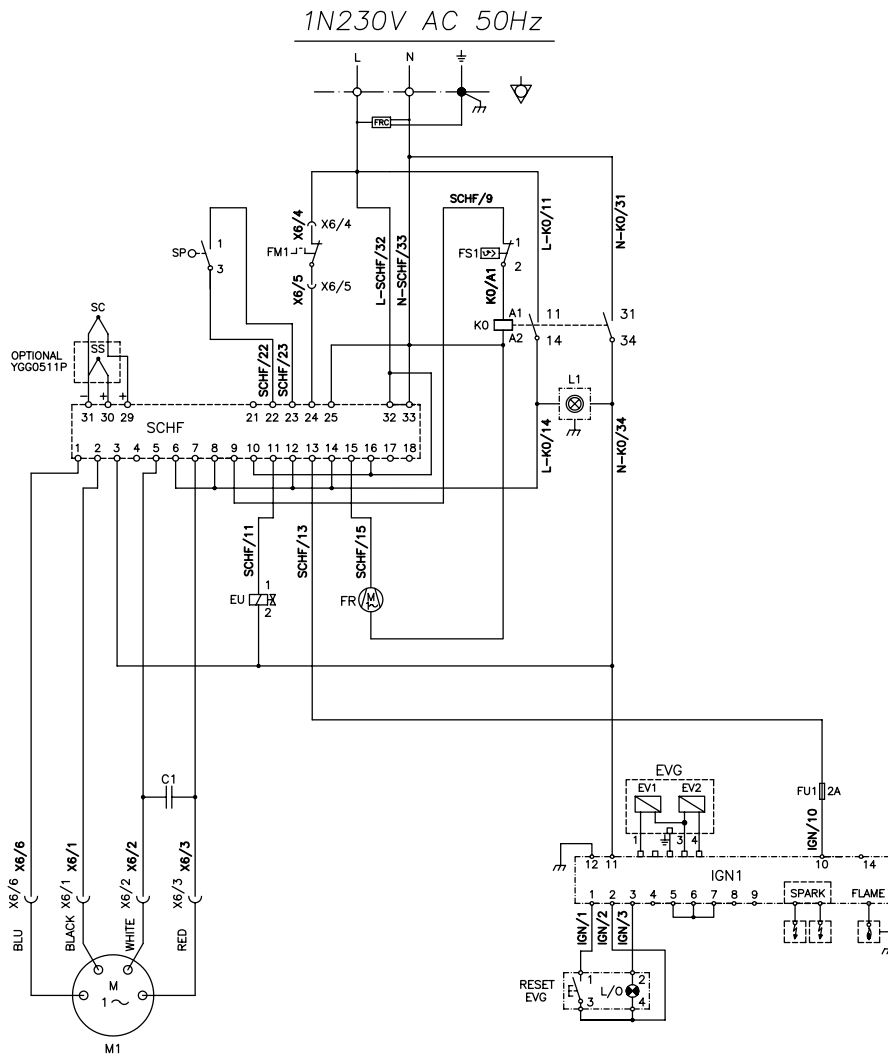 1N230V AC 50Hz
L N
FRC
SCHF/9
X6/4 X6/4
L-K0/11
N-K0/31
SP 1 3
FM1
L-SCHF/32
N-SCHF/33
FS1 1 2
X6/5 X6/5
K0/A1
SC
K0 A1 A2
11 14
31 34
OPTIONAL
YGG0511P
SS
SCHF/22
SCHF/23
L1
- + +
31 30 29 21 22 23 24 25 32 33
SCHF
1 2 3 4 5 6 7 8 9 10 11 12 13 14 15 16 17 18
L-K0/14
N-K0/34
SCHF/11
SCHF/13
SCHF/15
EU 1 2
FR M 1~
C1
EVG
EV1 EV2
1 3 4
FU1 2A
IGN/10
X6/6 X6/6
X6/1 X6/1
X6/2 X6/2
X6/3 X6/3
12 11 10 14
IGN1
1 2 3 4 5 6 7 8 9
SPARK FLAME
BLU BLACK WHITE RED
IGN/1
IGN/2
IGN/3
M
1~
M1
RESET
EVG
1 3
L/O
2 4